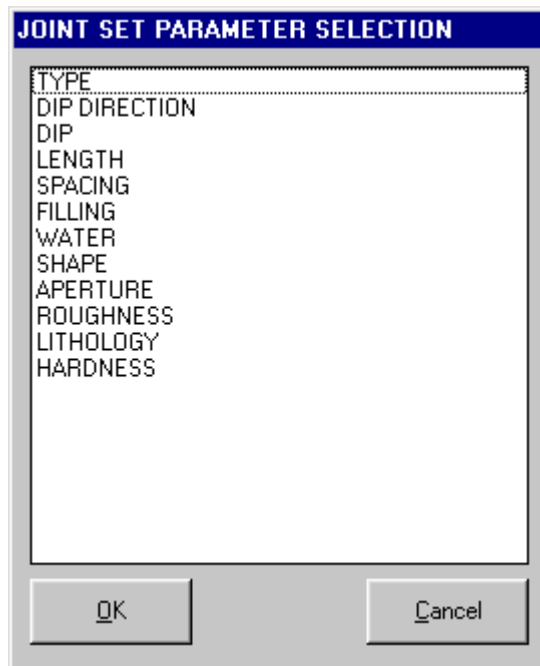 JOINT SET PARAMETER SELECTION
TYPE
DIP DIRECTION
DIP
LENGTH
SPACING
FILLING
WATER
SHAPE
APERTURE
ROUGHNESS
LITHOLOGY
HARDNESS
OK Cancel